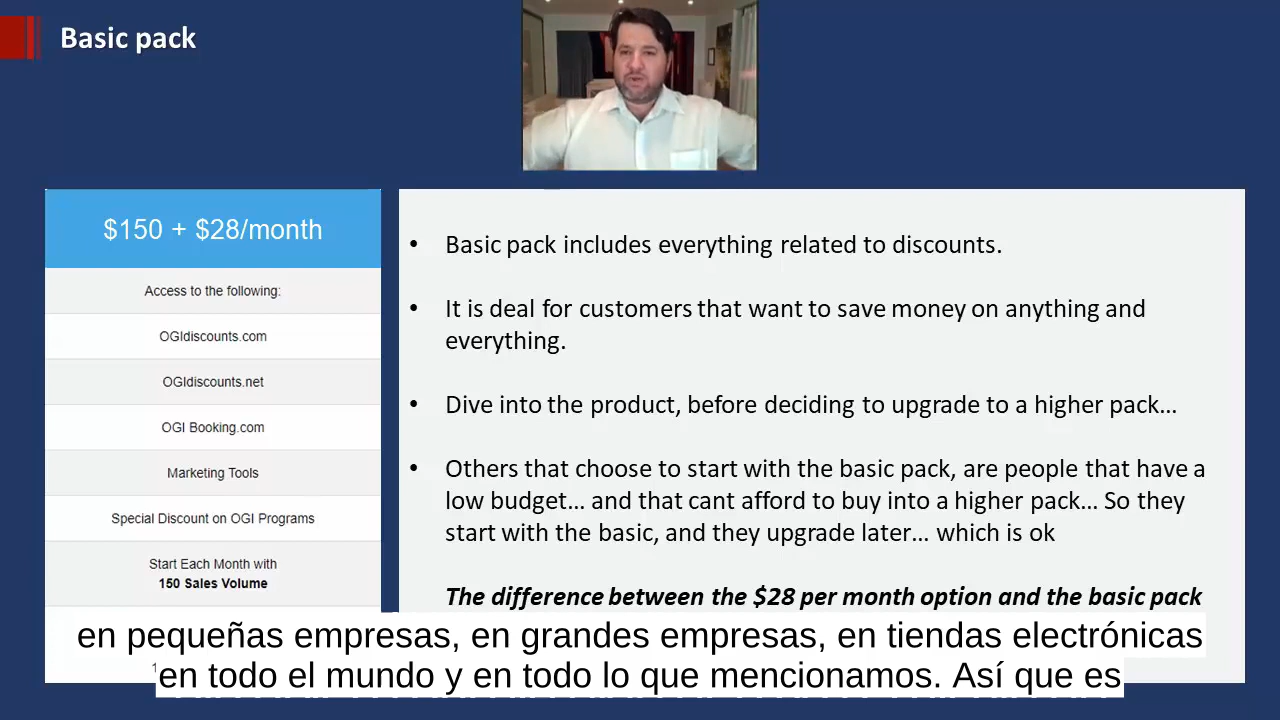 Basic pack
$150 + $28/month
Access to the following:
OGIdiscounts.com
OGIdiscounts.net
OGI Booking.com
Marketing Tools
Special Discount on OGI Programs
Start Each Month with
150 Sales Volume
• Basic pack includes everything related to discounts.
• It is deal for customers that want to save money on anything and
everything.
• Dive into the product, before deciding to upgrade to a higher pack…
• Others that choose to start with the basic pack, are people that have a
low budget… and that cant afford to buy into a higher pack… So they
start with the basic, and they upgrade later… which is ok
The difference between the $28 per month option and the basic pack
en pequeñas empresas, en grandes empresas, en tiendas electrónicas
en todo el mundo y en todo lo que mencionamos. Así que es